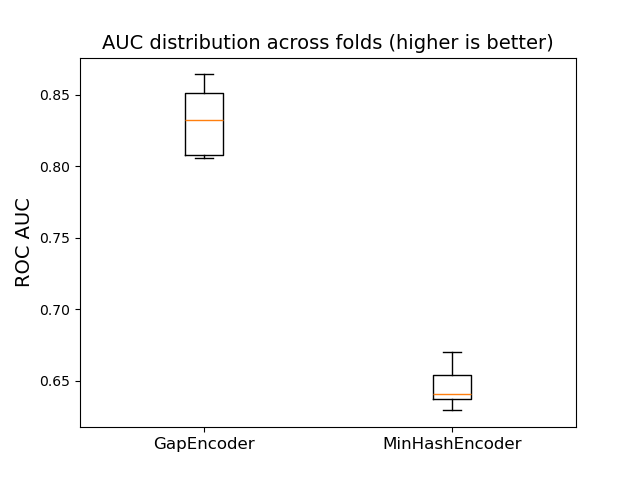 AUC distribution across folds (higher is better)
ROC AUC
0.85
0.80
0.75
0.70
0.65
GapEncoder
MinHashEncoder